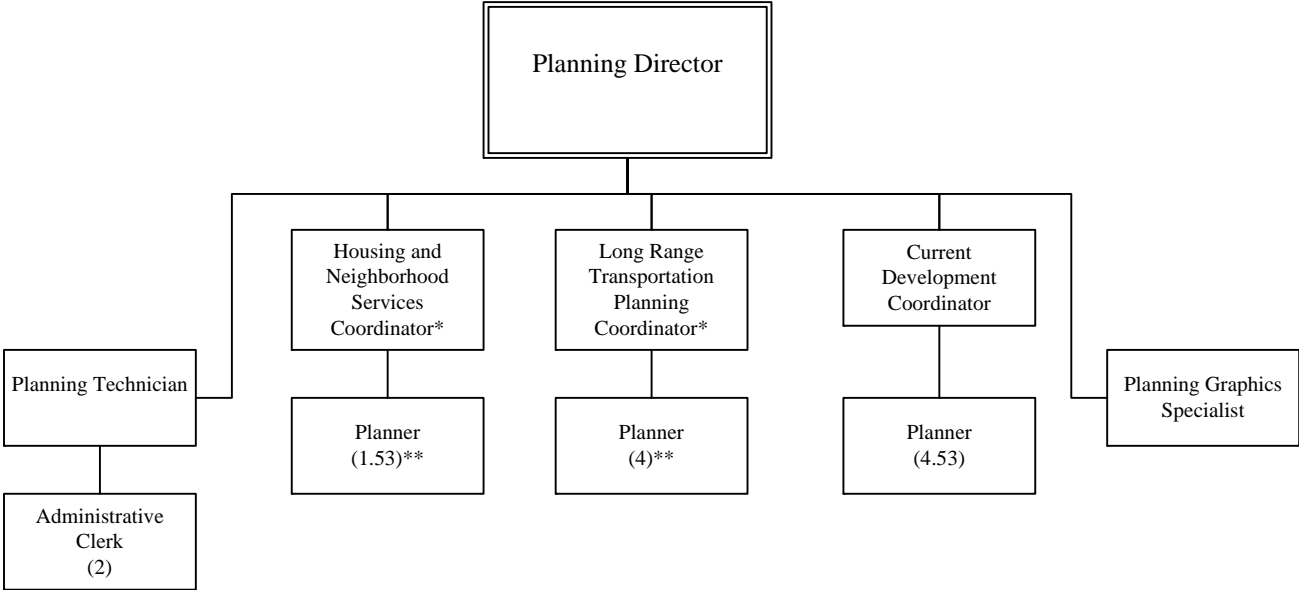 Planning Director
Housing and
Neighborhood
Services
Coordinator*
Long Range
Transportation
Planning
Coordinator*
Current
Development
Coordinator
Planning Technician
Planning Graphics
Specialist
Planner
(1.53)**
Planner
(4)**
Planner
(4.53)
Administrative
Clerk
(2)